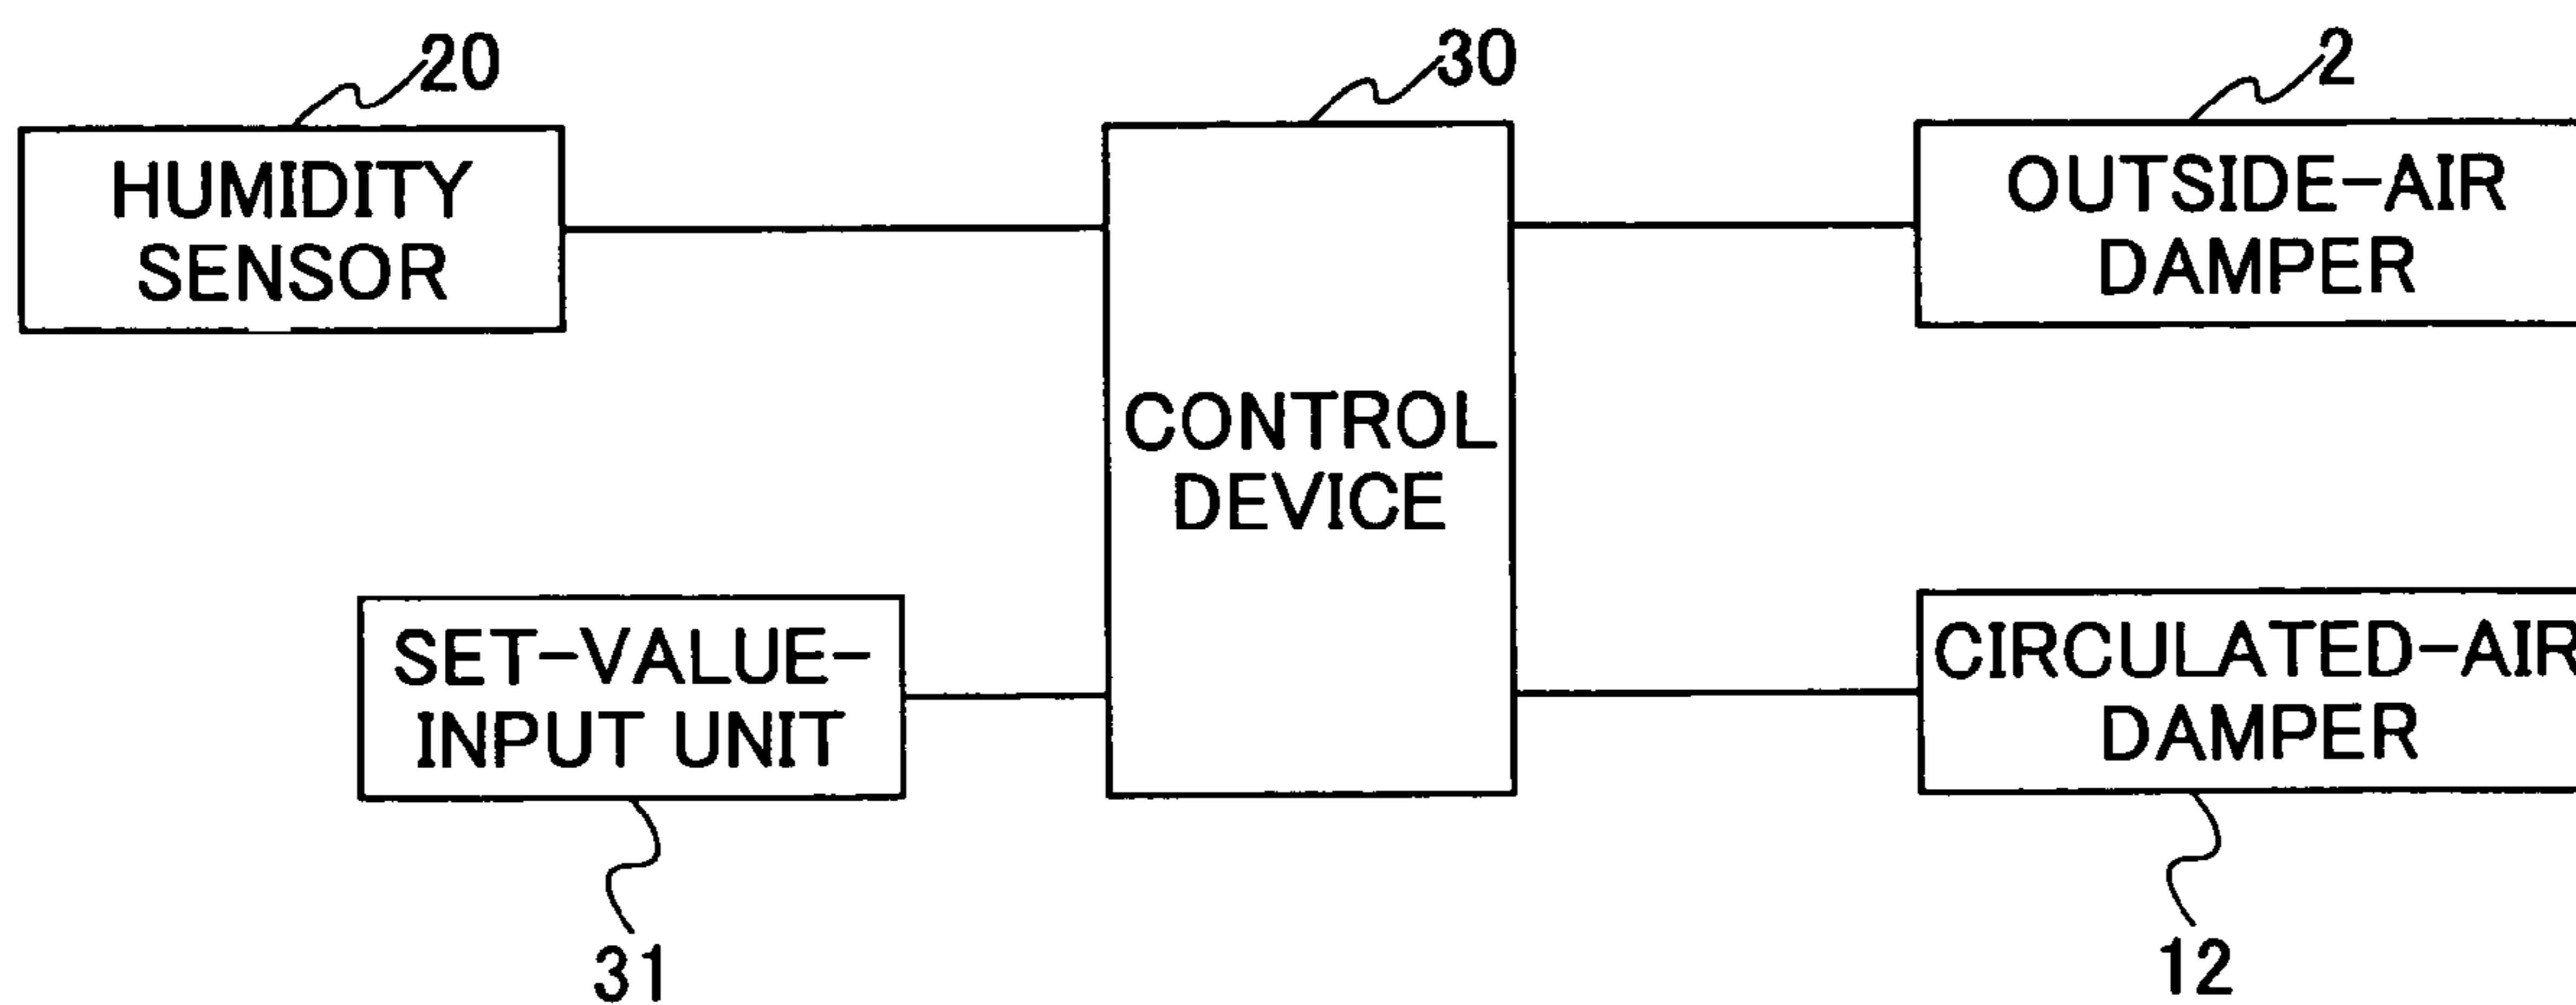 20
30
2
HUMIDITY
SENSOR
OUTSIDE-AIR
DAMPER
CONTROL
DEVICE
SET-VALUE-
INPUT UNIT
CIRCULATED-AIR
DAMPER
31
12